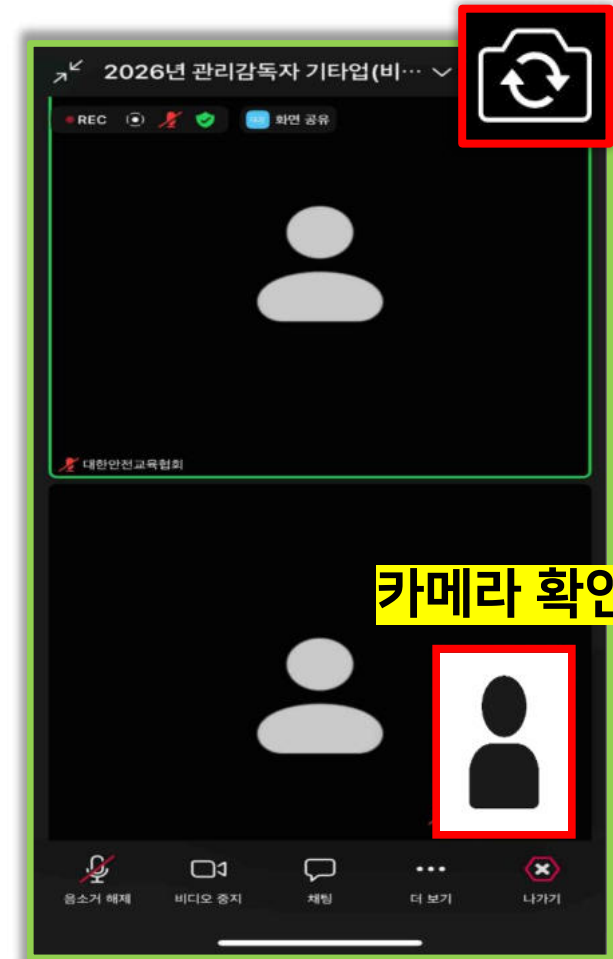 2026년 관리감독자 기타업(비…
REC
화면 공유
대한안전교육협회
카메라 확인
음소거 해제
비디오 중지
채팅
더 보기
나가기